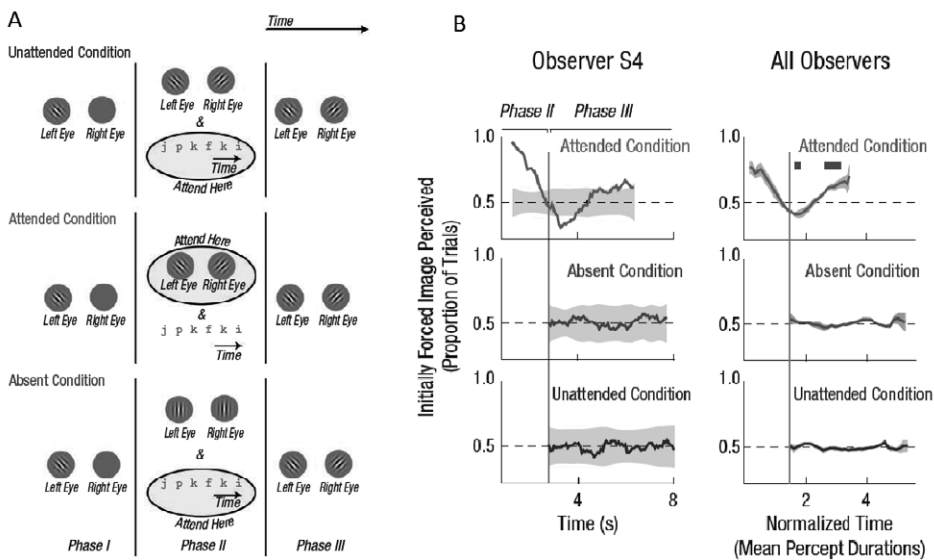 A
Time
Unattended Condition
Left Eye Right Eye
Left Eye Right Eye
&
j p k f k i
Time
Attend Here
Left Eye Right Eye
Attended Condition
Attend Here
Left Eye Right Eye
Left Eye Right Eye
&
j p k f k i
Time
Left Eye Right Eye
Absent Condition
Left Eye Right Eye
Left Eye Right Eye
&
j p k f k i
Time
Attend Here
Left Eye Right Eye
Phase I Phase II Phase III
B
Observer S4 All Observers
Phase II Phase III
Initially Forced Image Perceived
(Proportion of Trials)
1.0 Attended Condition
0.5
1.0 Attended Condition
0.5
1.0 Absent Condition
0.5
1.0 Absent Condition
0.5
1.0 Unattended Condition
0.5
1.0 Unattended Condition
0.5
4 8
Time (s)
2 4
Normalized Time
(Mean Percept Durations)